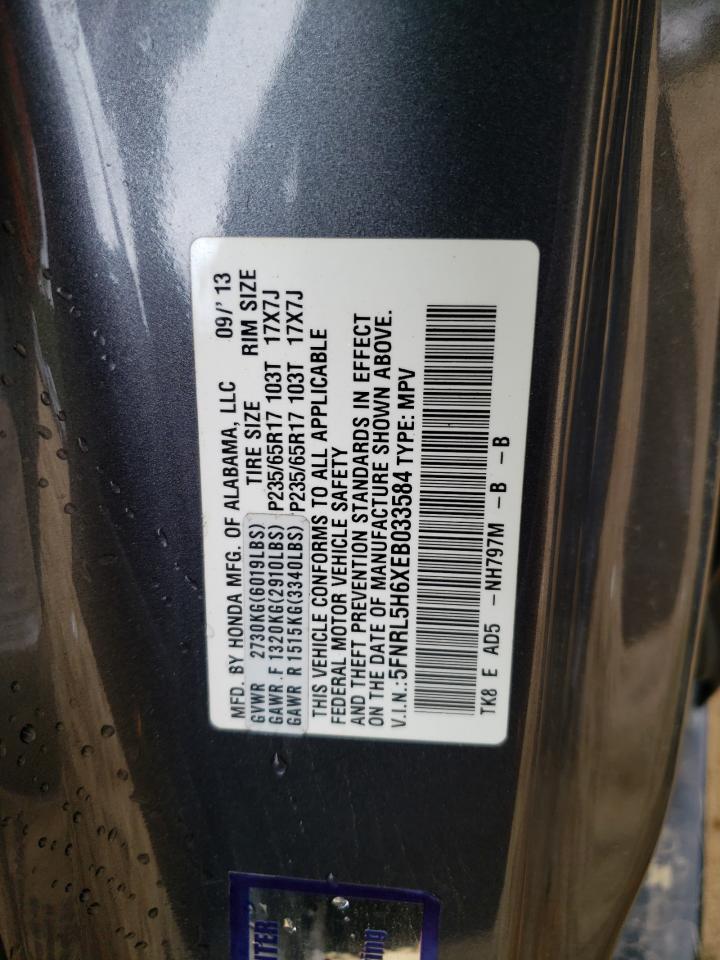 MFD. BY HONDA MFG. OF ALABAMA, LLC 09/' 13
GVWR 2730KG(6019LBS) TIRE SIZE RIM SIZE
GAWR F 1320KG(2910LBS) P235/65R17 103T 17X7J
GAWR R 1515KG(3340LBS) P235/65R17 103T 17X7J
THIS VEHICLE CONFORMS TO ALL APPLICABLE
FEDERAL MOTOR VEHICLE SAFETY
AND THEFT PREVENTION STANDARDS IN EFFECT
ON THE DATE OF MANUFACTURE SHOWN ABOVE.
V.I.N.:5FNRL5H6XEB033584 TYPE: MPV
TK8 E AD5 -NH797M -B -B